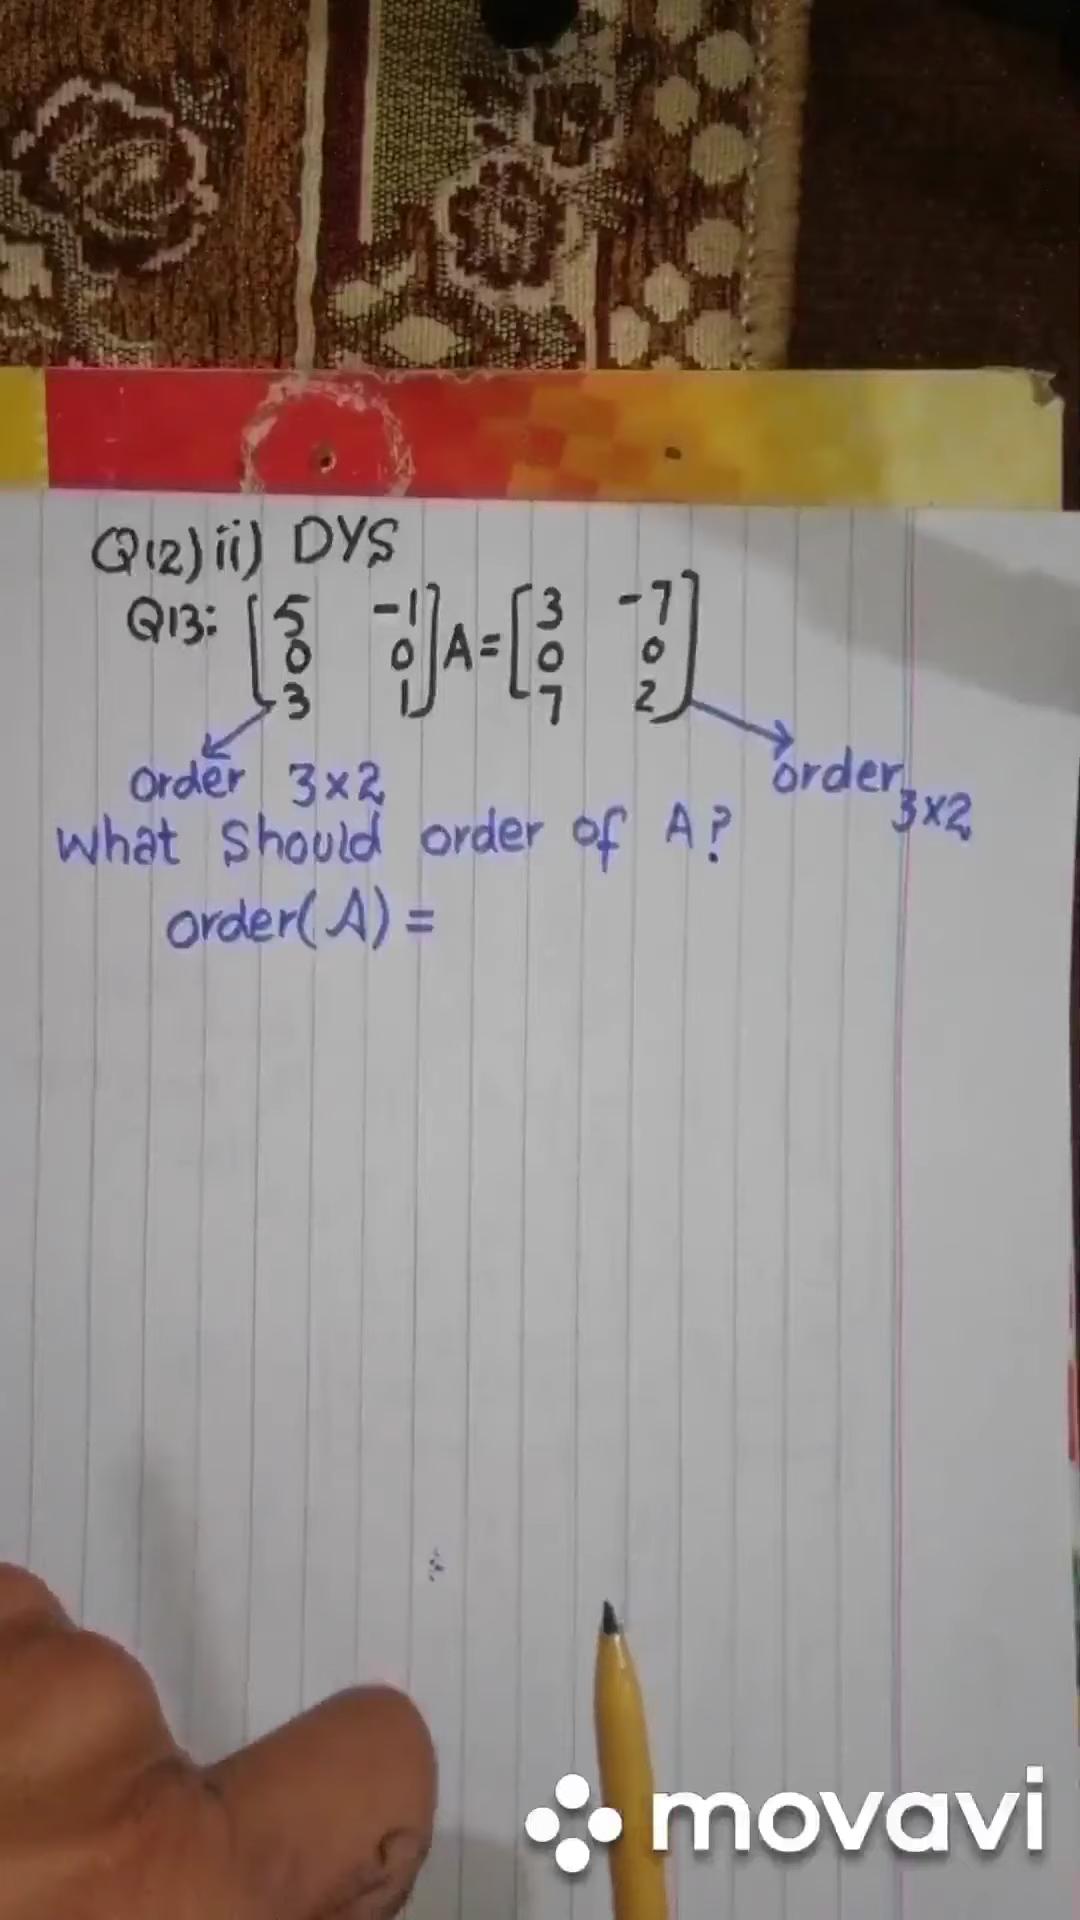 Q12) ii) DYS
Q13: [5 -1] A = [3 -7]
0 0 0 0
3 1 7 2
order 3×2 order 3×2
What Should order of A?
order(A) =
movavi